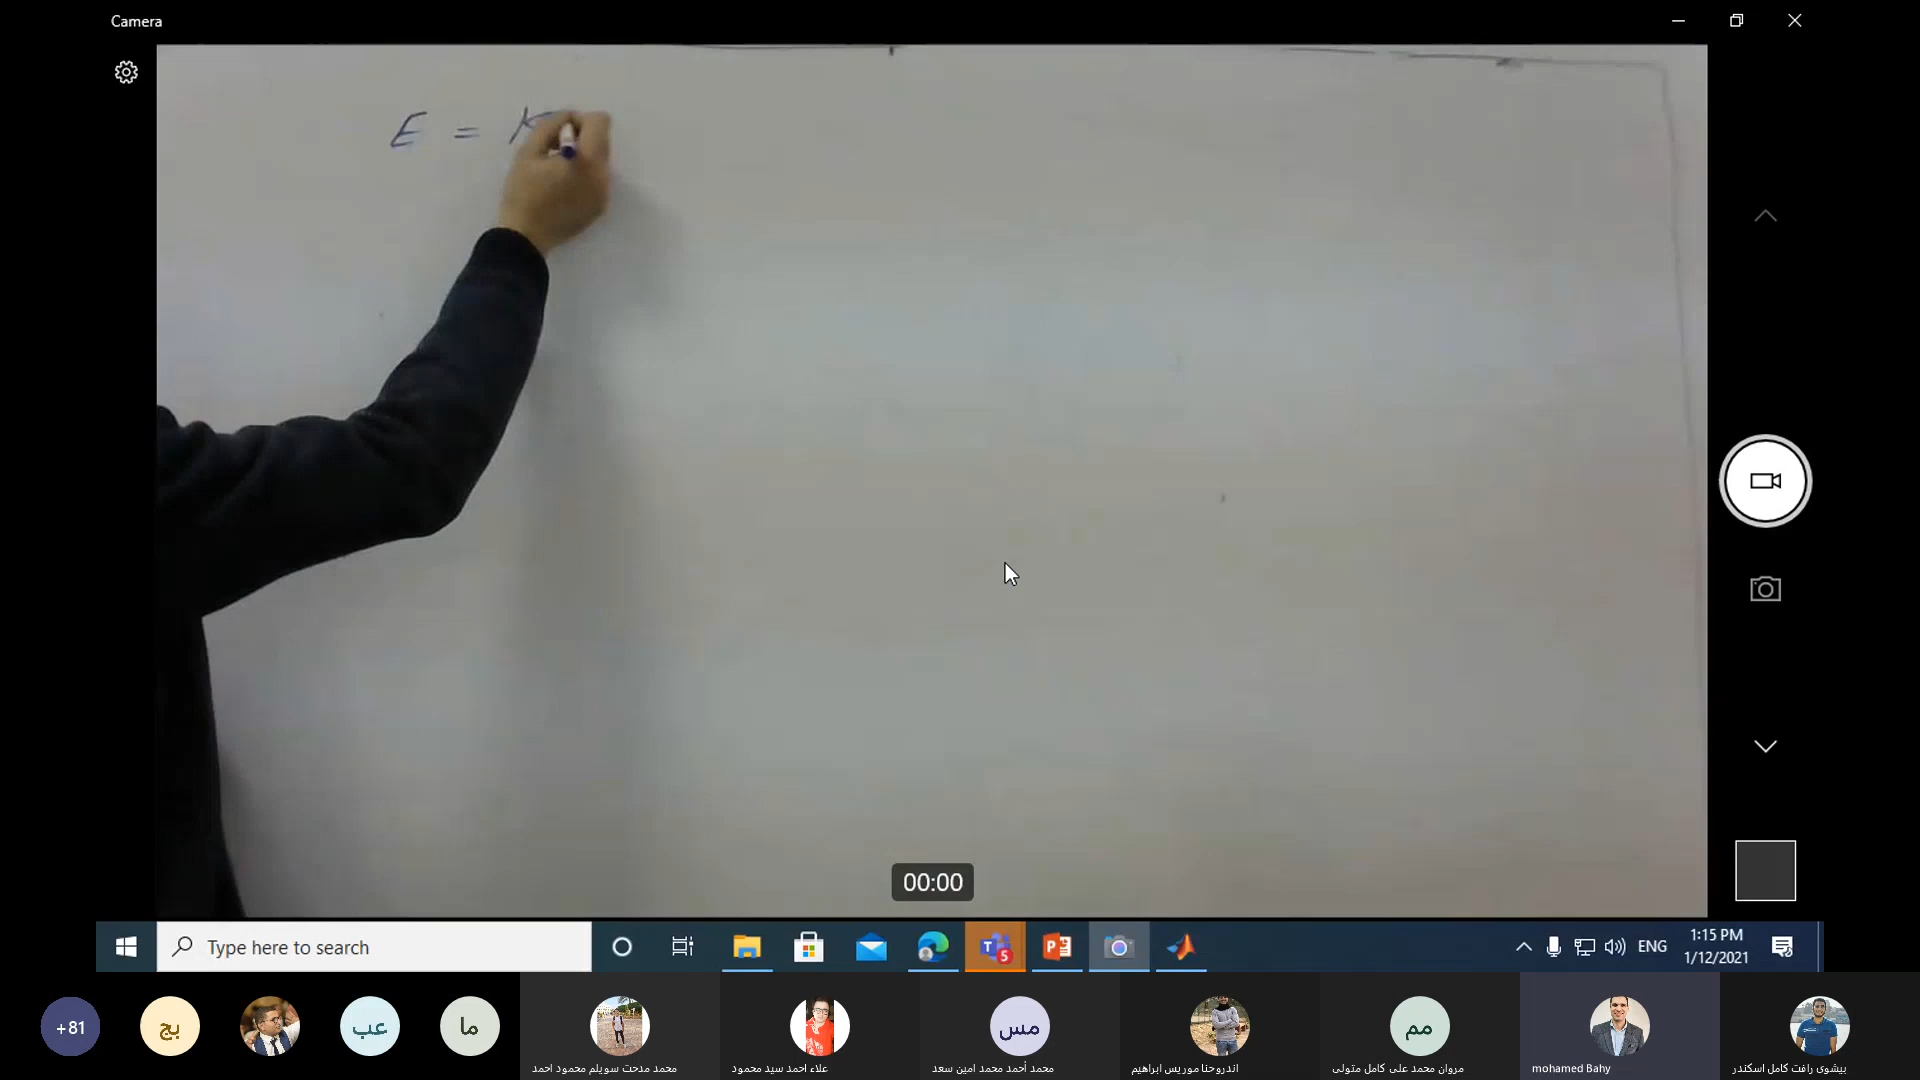 Camera
E = K
00:00
Type here to search
5
ENG
1:15 PM
1/12/2021
+81
بج
عب
ما
مس
مم
محمد مدحت سويلم محمود احمد
علاء احمد سيد محمود
محمد أحمد محمد امين سعد
اندروحنا موريس ابراهيم
مروان محمد على كامل متولى
mohamed Bahy
بيشوى رافت كامل اسكندر